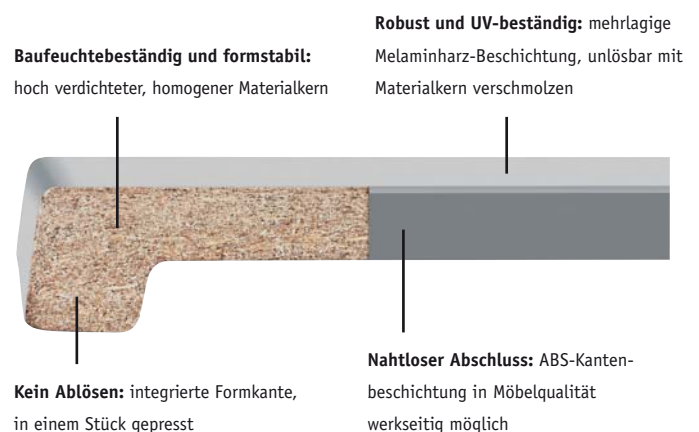 Baufeuchtebeständig und formstabil:
hoch verdichteter, homogener Materialkern
Robust und UV-beständig: mehrlagige
Melaminharz-Beschichtung, unlösbar mit
Materialkern verschmolzen
Kein Ablösen: integrierte Formkante,
in einem Stück gepresst
Nahtloser Abschluss: ABS-Kanten-
beschichtung in Möbelqualität
werkseitig möglich